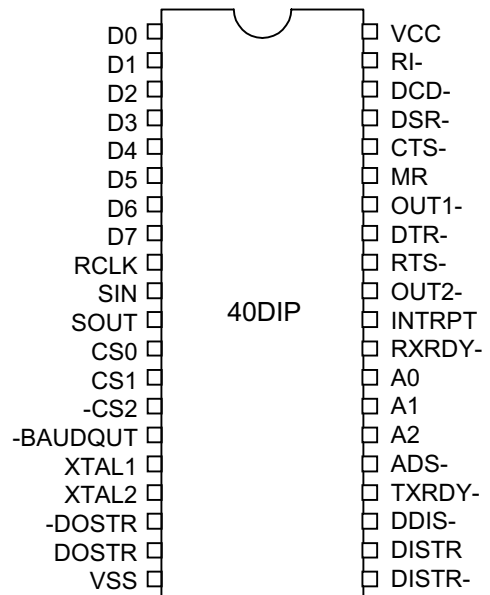 D0 VCC
D1 RI-
D2 DCD-
D3 DSR-
D4 CTS-
D5 MR
D6 OUT1-
D7 DTR-
RCLK RTS-
SIN OUT2-
SOUT 40DIP INTRPT
CS0 RXRDY-
CS1 A0
-CS2 A1
-BAUDQUT A2
XTAL1 ADS-
XTAL2 TXRDY-
-DOSTR DDIS-
DOSTR DISTR
VSS DISTR-